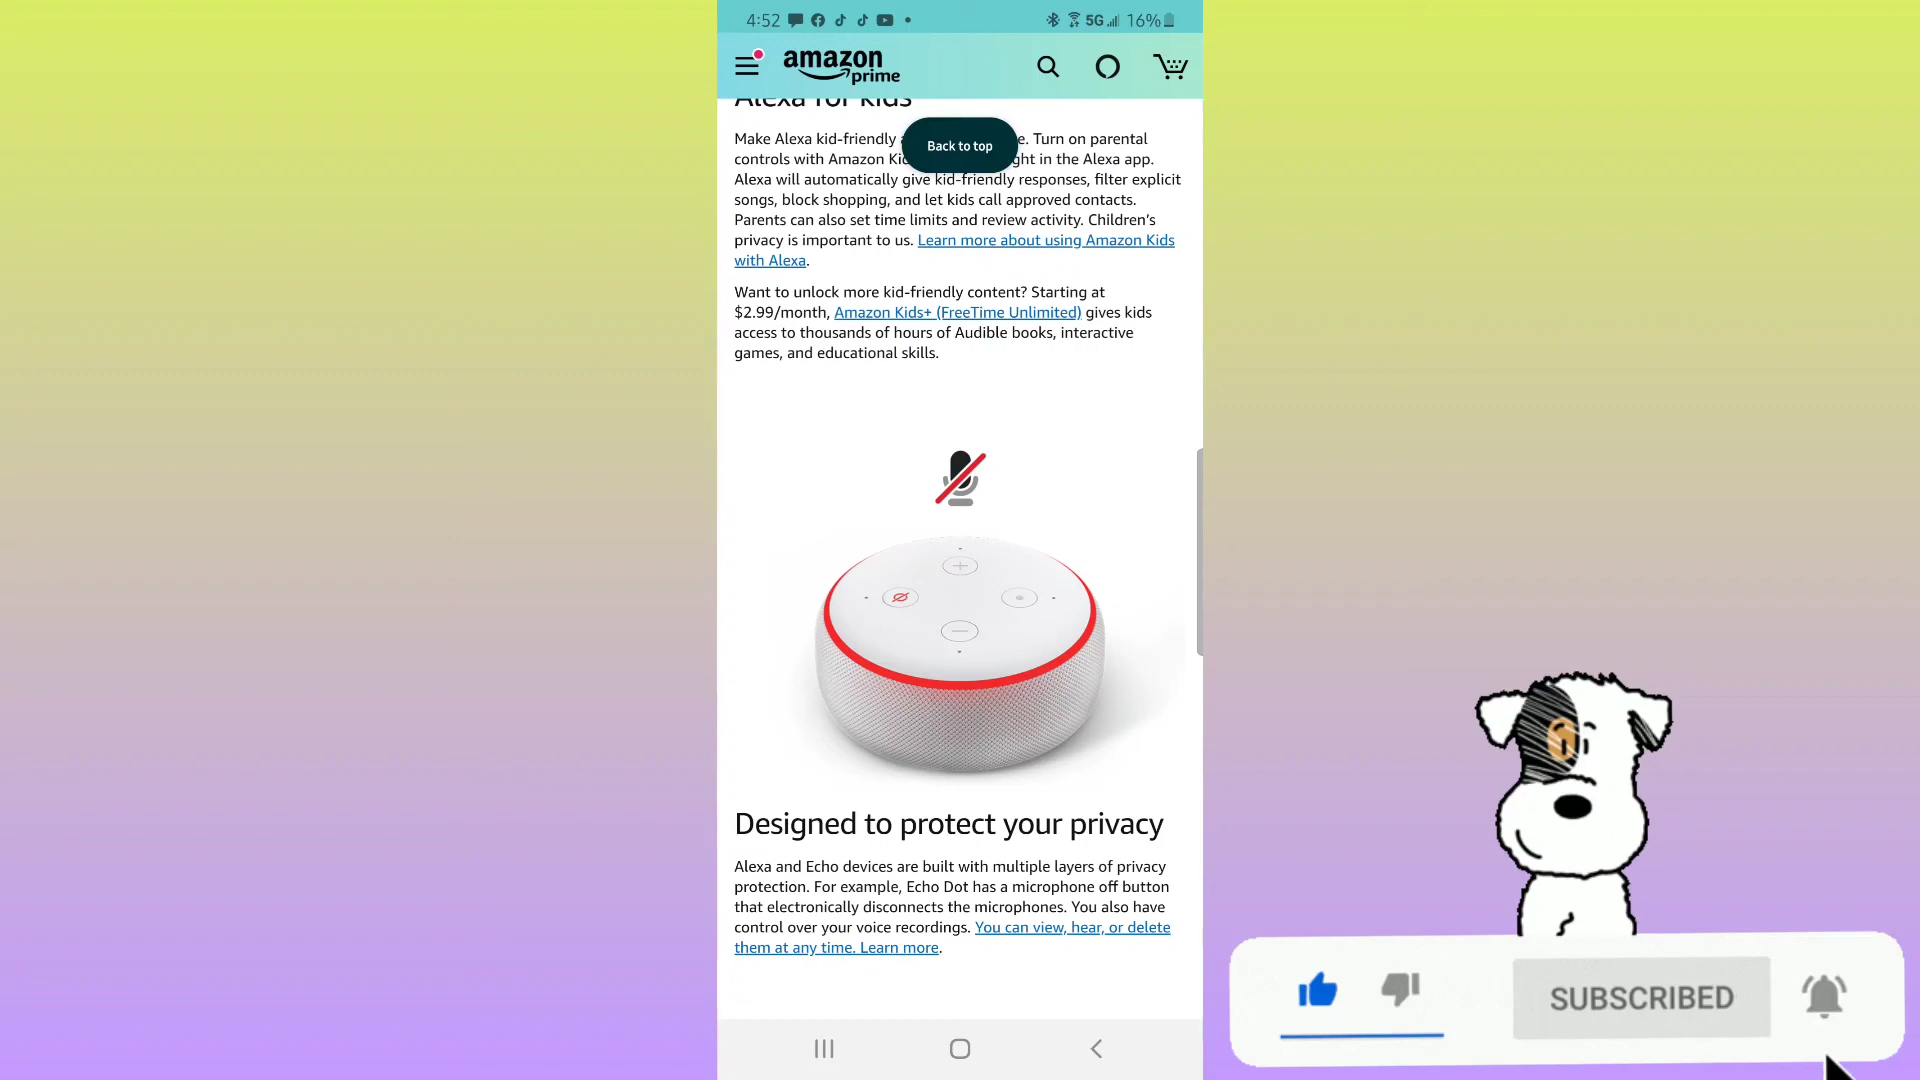 4:52
5G 16%
amazon
prime
Alexa for kids
Make Alexa kid-friendly e. Turn on parental
controls with Amazon Kid ght in the Alexa app.
Back to top
Alexa will automatically give kid-friendly responses, filter explicit
songs, block shopping, and let kids call approved contacts.
Parents can also set time limits and review activity. Children's
privacy is important to us. Learn more about using Amazon Kids
with Alexa.
Want to unlock more kid-friendly content? Starting at
$2.99/month, Amazon Kids+ (FreeTime Unlimited) gives kids
access to thousands of hours of Audible books, interactive
games, and educational skills.
Designed to protect your privacy
Alexa and Echo devices are built with multiple layers of privacy
protection. For example, Echo Dot has a microphone off button
that electronically disconnects the microphones. You also have
control over your voice recordings. You can view, hear, or delete
them at any time. Learn more.
SUBSCRIBED